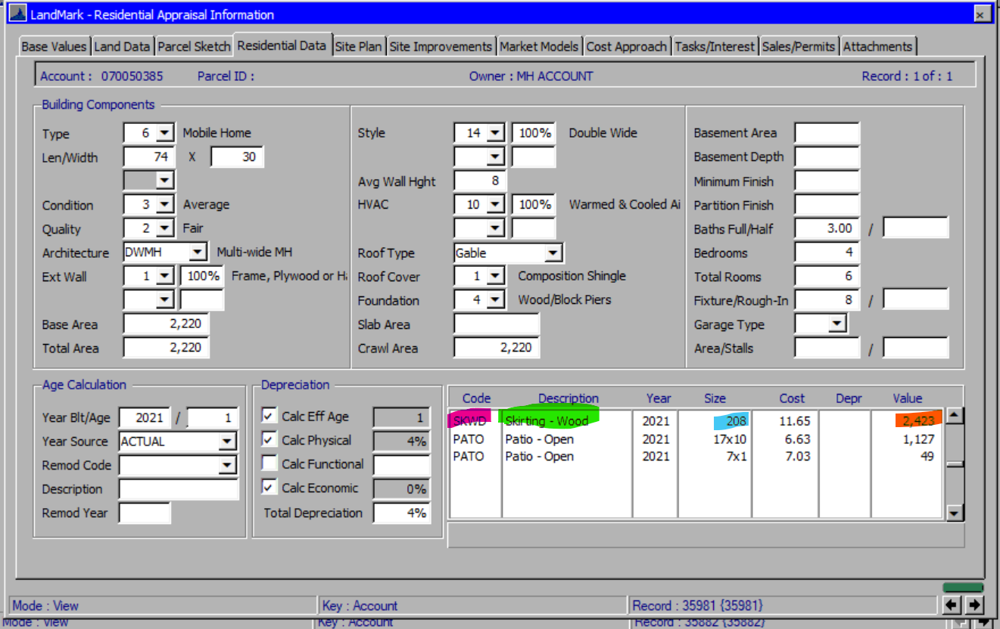 LandMark - Residential Appraisal Information
Base Values Land Data Parcel Sketch Residential Data Site Plan Site Improvements Market Models Cost Approach Tasks/Interest Sales/Permits Attachments
Account : 070050385 Parcel ID : Owner : MH ACCOUNT Record : 1 of : 1
Building Components
Type 6 Mobile Home Style 14 100% Double Wide Basement Area
Len/Width 74 X 30 Basement Depth
Avg Wall Hght 8 Minimum Finish
Condition 3 Average HVAC 10 100% Warmed & Cooled Ai Partition Finish
Quality 2 Fair Baths Full/Half 3.00 /
Architecture DWMH Multi-wide MH Roof Type Gable Bedrooms 4
Ext Wall 1 100% Frame, Plywood or Ha Roof Cover 1 Composition Shingle Total Rooms 6
Foundation 4 Wood/Block Piers Fixture/Rough-In 8 /
Base Area 2,220 Slab Area Garage Type
Total Area 2,220 Crawl Area 2,220 Area/Stalls /
Age Calculation Depreciation
Code Description Year Size Cost Depr Value
Year Blt/Age 2021 / 1 Calc Eff Age 1 SKWD Skirting - Wood 2021 208 11.65 2,423
Year Source ACTUAL Calc Physical 4% PATO Patio - Open 2021 17x10 6.63 1,127
Remod Code Calc Functional PATO Patio - Open 2021 7x1 7.03 49
Description Calc Economic 0%
Remod Year Total Depreciation 4%
Mode : View Key : Account Record : 35981 {35981}
Mode : View Key : Account Record : 35882 {35882}